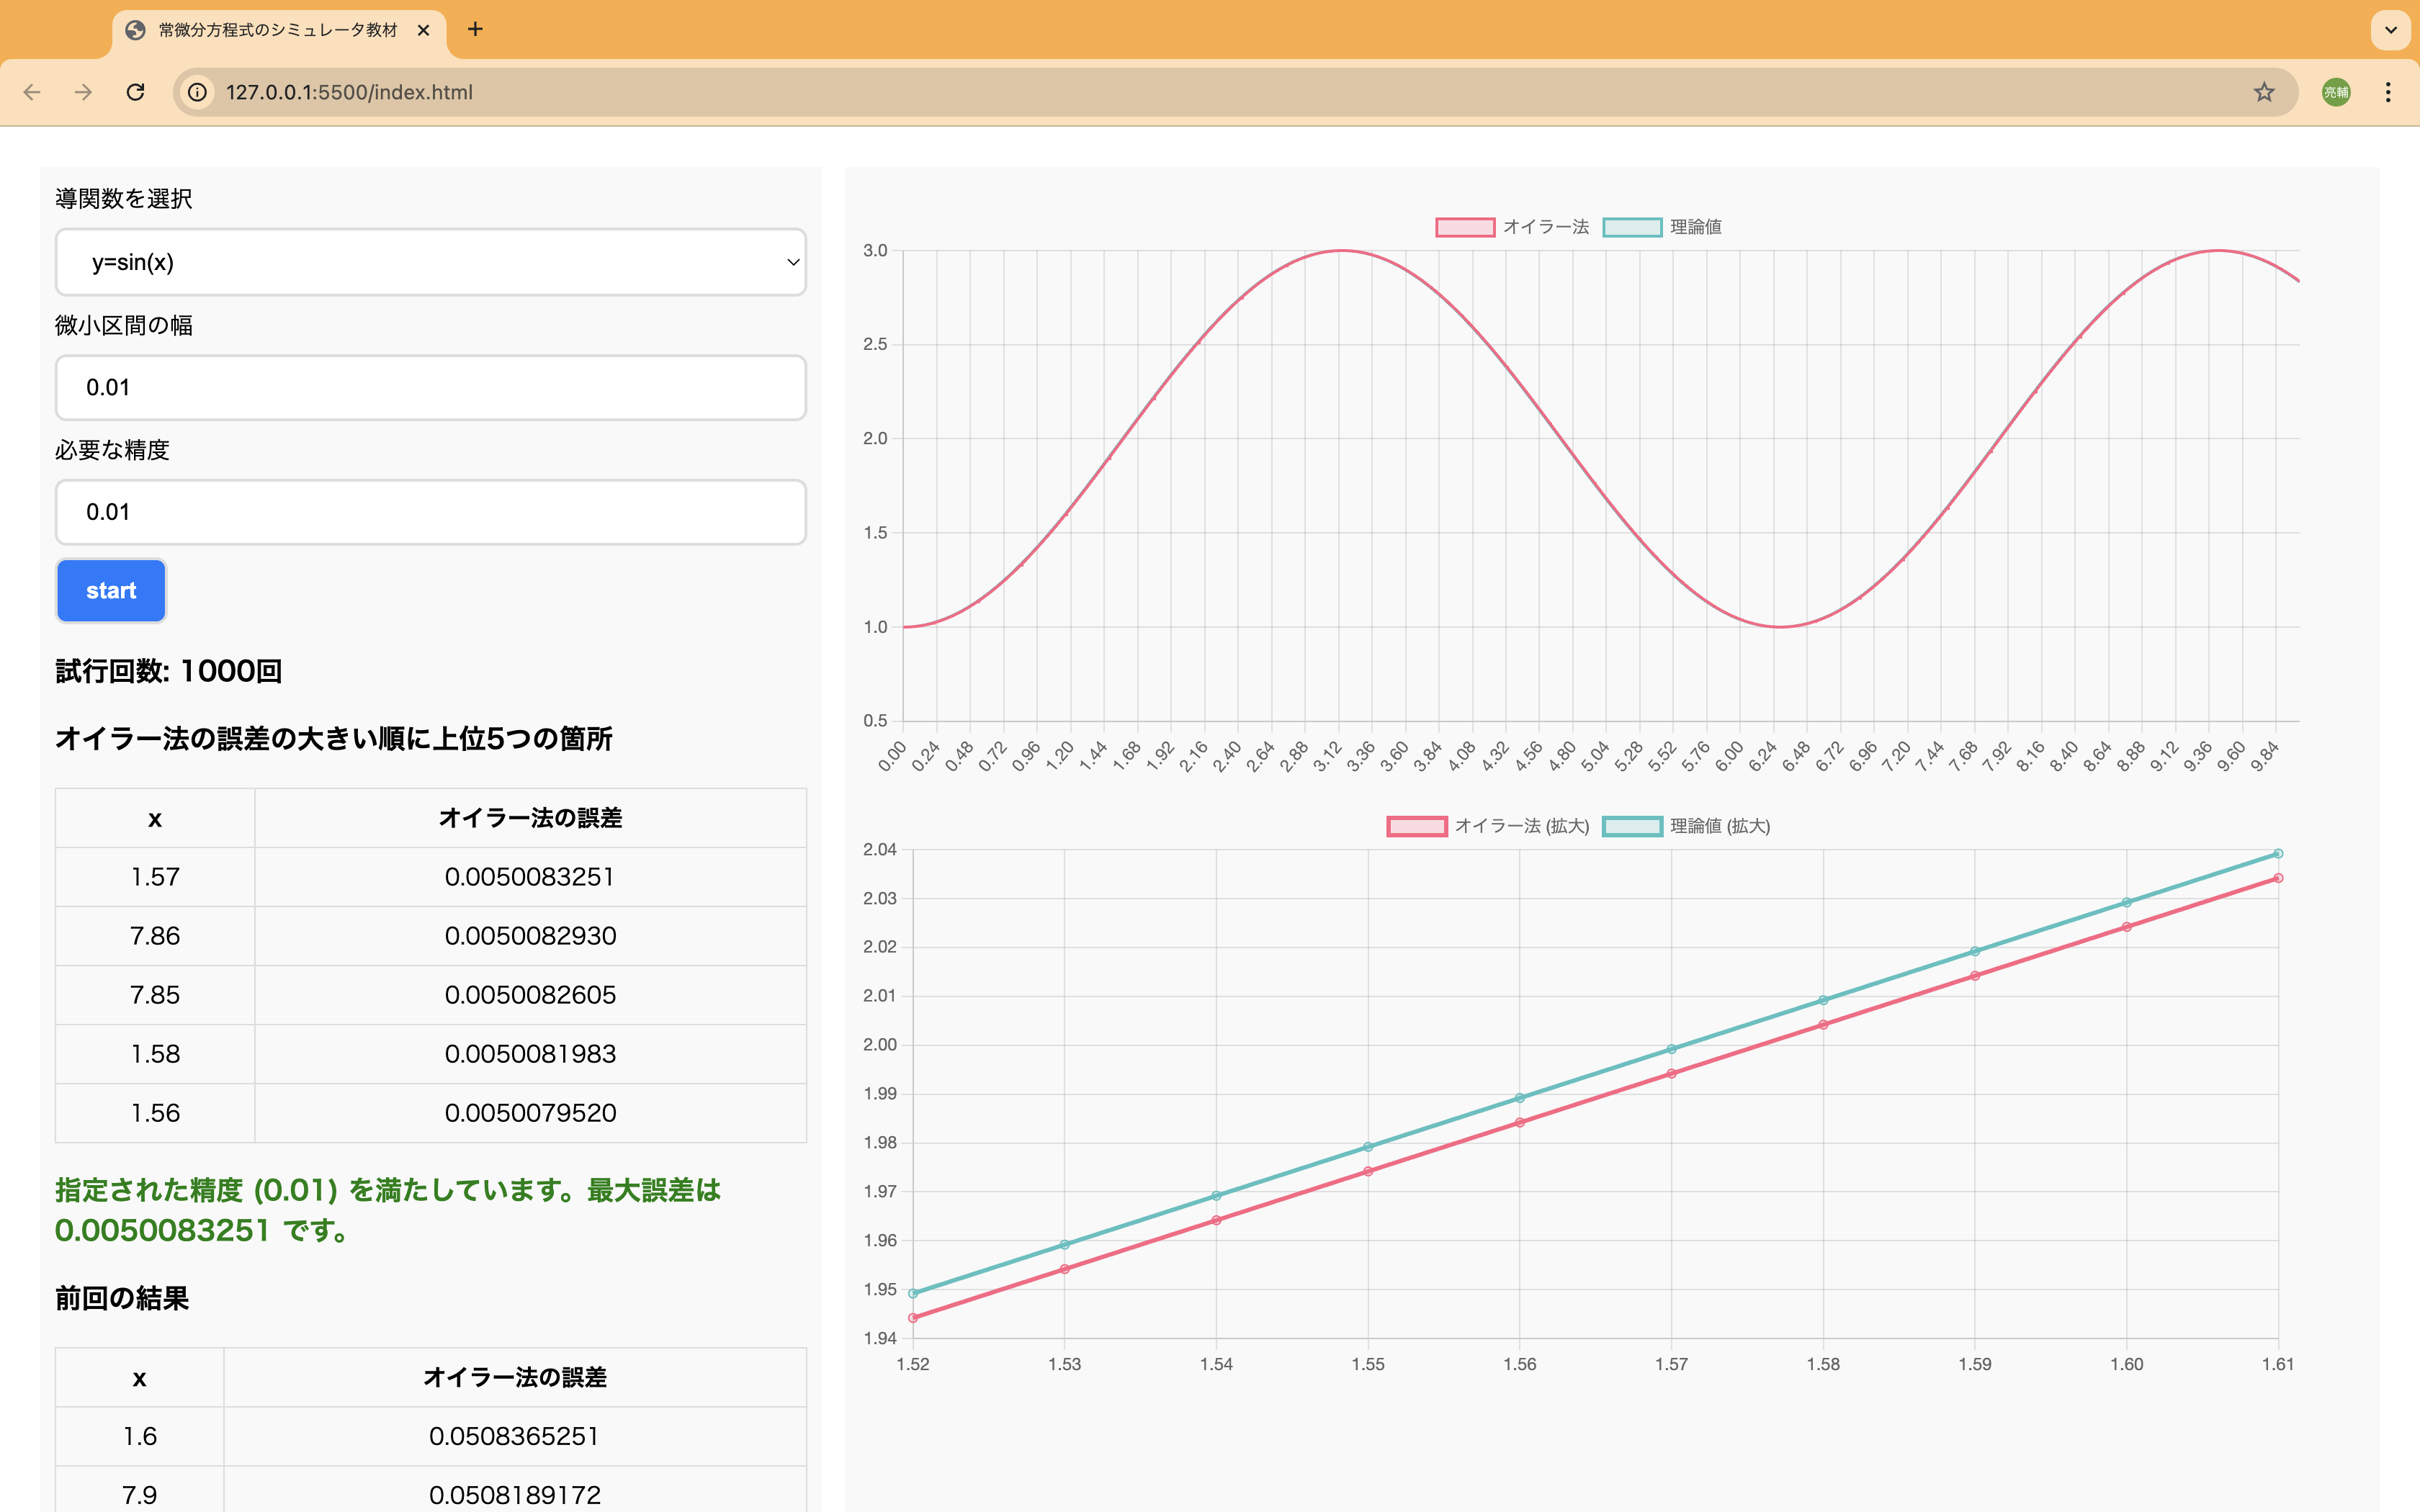 常微分方程式のシミュレータ教材
127.0.0.1:5500/index.html
亮輔
導関数を選択
y=sin(x)
微小区間の幅
0.01
必要な精度
0.01
start
試行回数: 1000回
オイラー法の誤差の大きい順に上位5つの箇所
x オイラー法の誤差
1.57 0.0050083251
7.86 0.0050082930
7.85 0.0050082605
1.58 0.0050081983
1.56 0.0050079520
指定された精度 (0.01) を満たしています。最大誤差は
0.0050083251 です。
前回の結果
x オイラー法の誤差
1.6 0.0508365251
7.9 0.0508189172
オイラー法 理論値
3.0
2.5
2.0
1.5
1.0
0.5
0.00 0.24 0.48 0.72 0.96 1.20 1.44 1.68 1.92 2.16 2.40 2.64 2.88 3.12 3.36 3.60 3.84 4.08 4.32 4.56 4.80 5.04 5.28 5.52 5.76 6.00 6.24 6.48 6.72 6.96 7.20 7.44 7.68 7.92 8.16 8.40 8.64 8.88 9.12 9.36 9.60 9.84
オイラー法 (拡大) 理論値 (拡大)
2.04
2.03
2.02
2.01
2.00
1.99
1.98
1.97
1.96
1.95
1.94
1.52 1.53 1.54 1.55 1.56 1.57 1.58 1.59 1.60 1.61